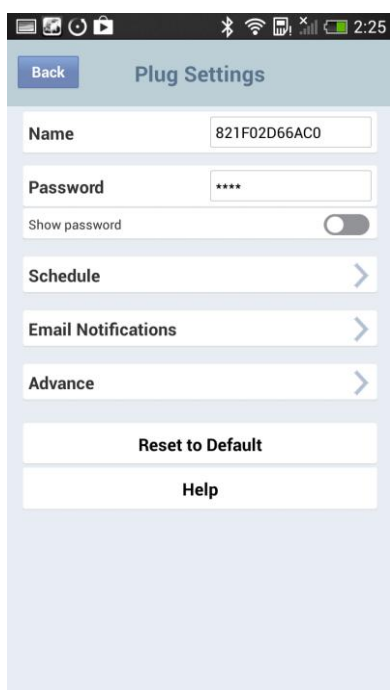 2:25
Back
Plug Settings
Name
821F02D66AC0
Password
****
Show password
Schedule
Email Notifications
Advance
Reset to Default
Help